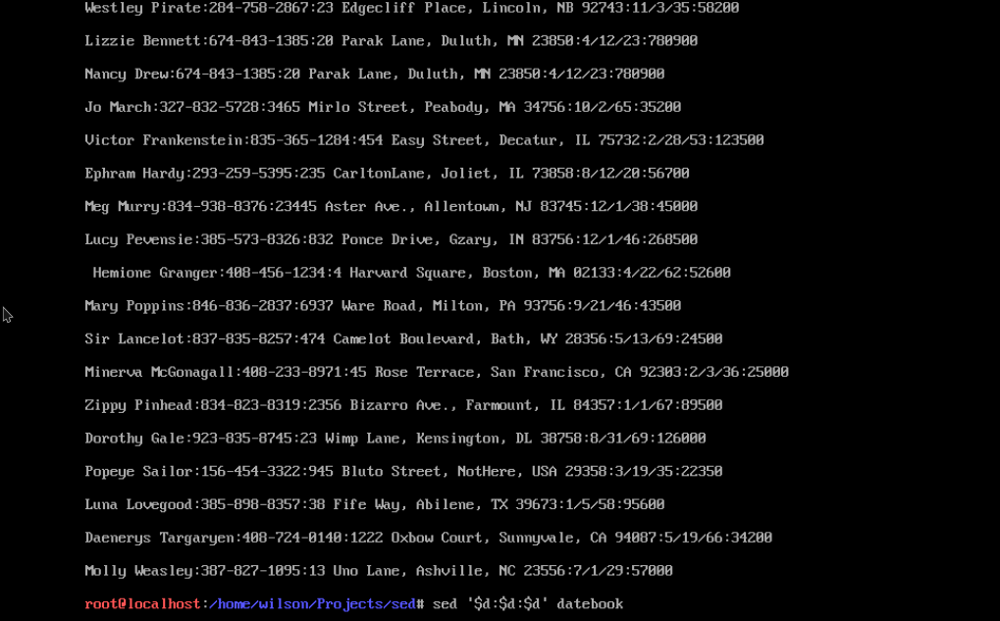 Westley Pirate:284-758-2867:23 Edgecliff Place, Lincoln, NB 92743:11/3/35:58200
Lizzie Bennett:674-843-1385:20 Parak Lane, Duluth, MN 23850:4/12/23:780900
Nancy Drew:674-843-1385:20 Parak Lane, Duluth, MN 23850:4/12/23:780900
Jo March:327-832-5728:3465 Mirlo Street, Peabody, MA 34756:10/2/65:35200
Victor Frankenstein:835-365-1284:454 Easy Street, Decatur, IL 75732:2/28/53:123500
Ephram Hardy:293-259-5395:235 CarltonLane, Joliet, IL 73858:8/12/20:56700
Meg Murry:834-938-8376:23445 Aster Ave., Allentown, NJ 83745:12/1/38:45000
Lucy Pevensie:385-573-8326:832 Ponce Drive, Gzary, IN 83756:12/1/46:268500
Hemione Granger:408-456-1234:4 Harvard Square, Boston, MA 02133:4/22/62:52600
Mary Poppins:846-836-2837:6937 Ware Road, Milton, PA 93756:9/21/46:43500
Sir Lancelot:837-835-8257:474 Camelot Boulevard, Bath, WY 28356:5/13/69:24500
Minerva McGonagall:408-233-8971:45 Rose Terrace, San Francisco, CA 92303:2/3/36:25000
Zippy Pinhead:834-823-8319:2356 Bizarro Ave., Farmount, IL 84357:1/1/67:89500
Dorothy Gale:923-835-8745:23 Wimp Lane, Kensington, DL 38758:8/31/69:126000
Popeye Sailor:156-454-3322:945 Bluto Street, NotHere, USA 29358:3/19/35:22350
Luna Lovegood:385-898-8357:38 Fife Way, Abilene, TX 39673:1/5/58:95600
Daenerys Targaryen:408-724-0140:1222 Oxbow Court, Sunnyvale, CA 94087:5/19/66:34200
Molly Weasley:387-827-1095:13 Uno Lane, Ashville, NC 23556:7/1/29:57000
root@localhost:/home/wilson/Projects/sed# sed '$d:$d:$d' datebook